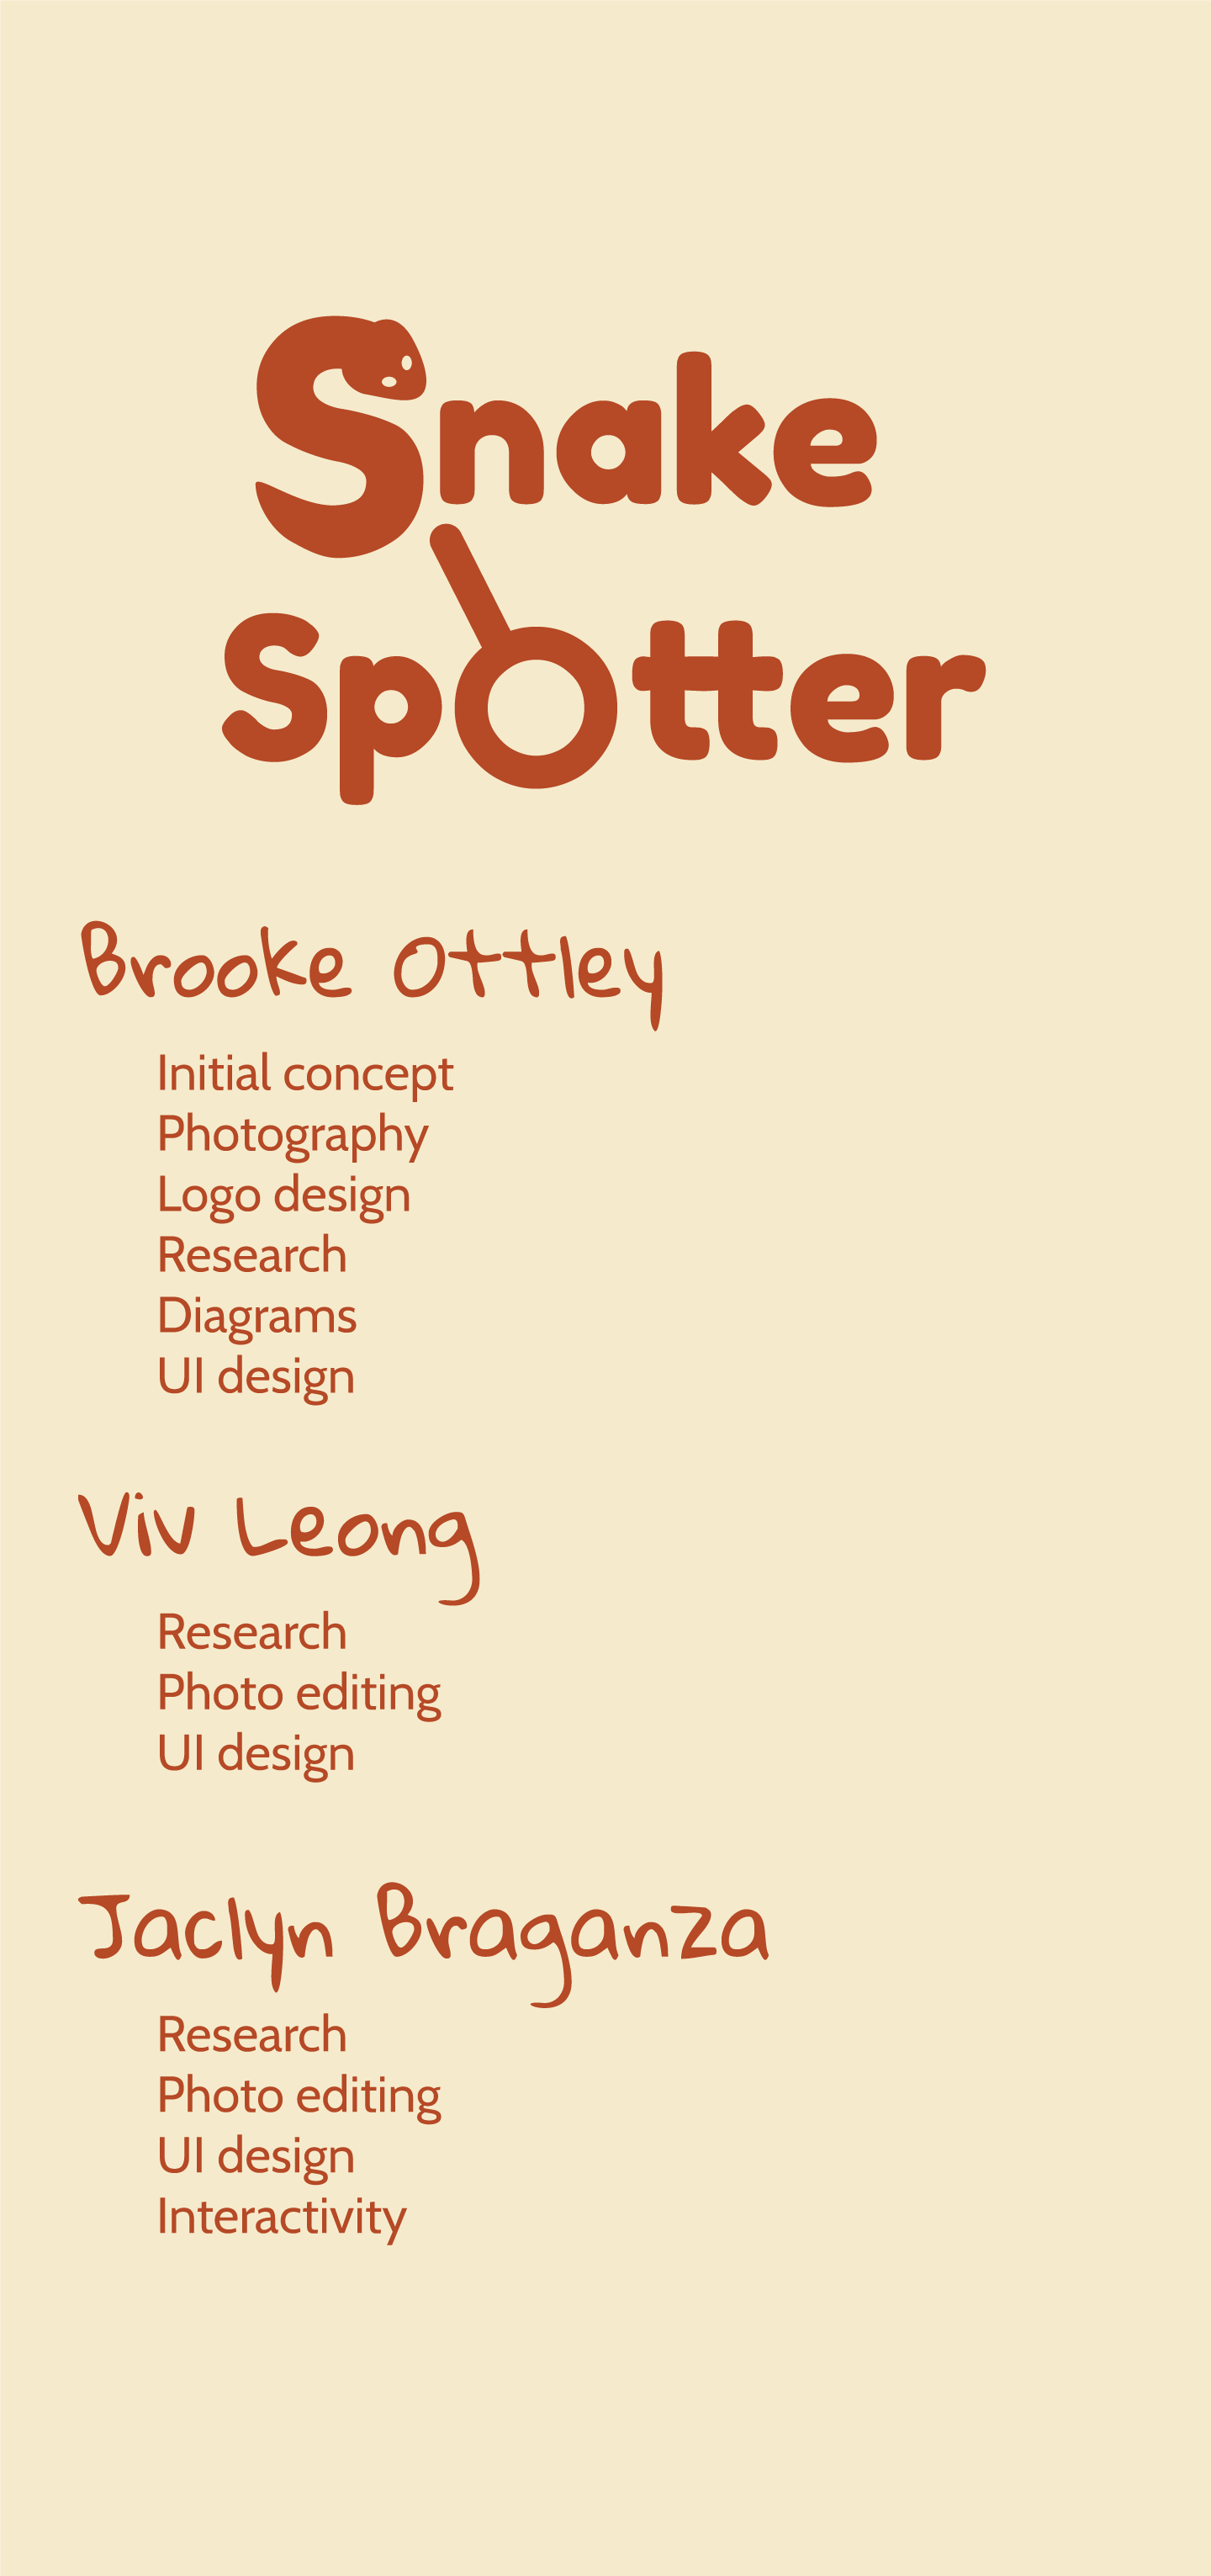 Snake
Spotter
Brooke Ottley
Initial concept
Photography
Logo design
Research
Diagrams
UI design
Viv Leong
Research
Photo editing
UI design
Jaclyn Braganza
Research
Photo editing
UI design
Interactivity